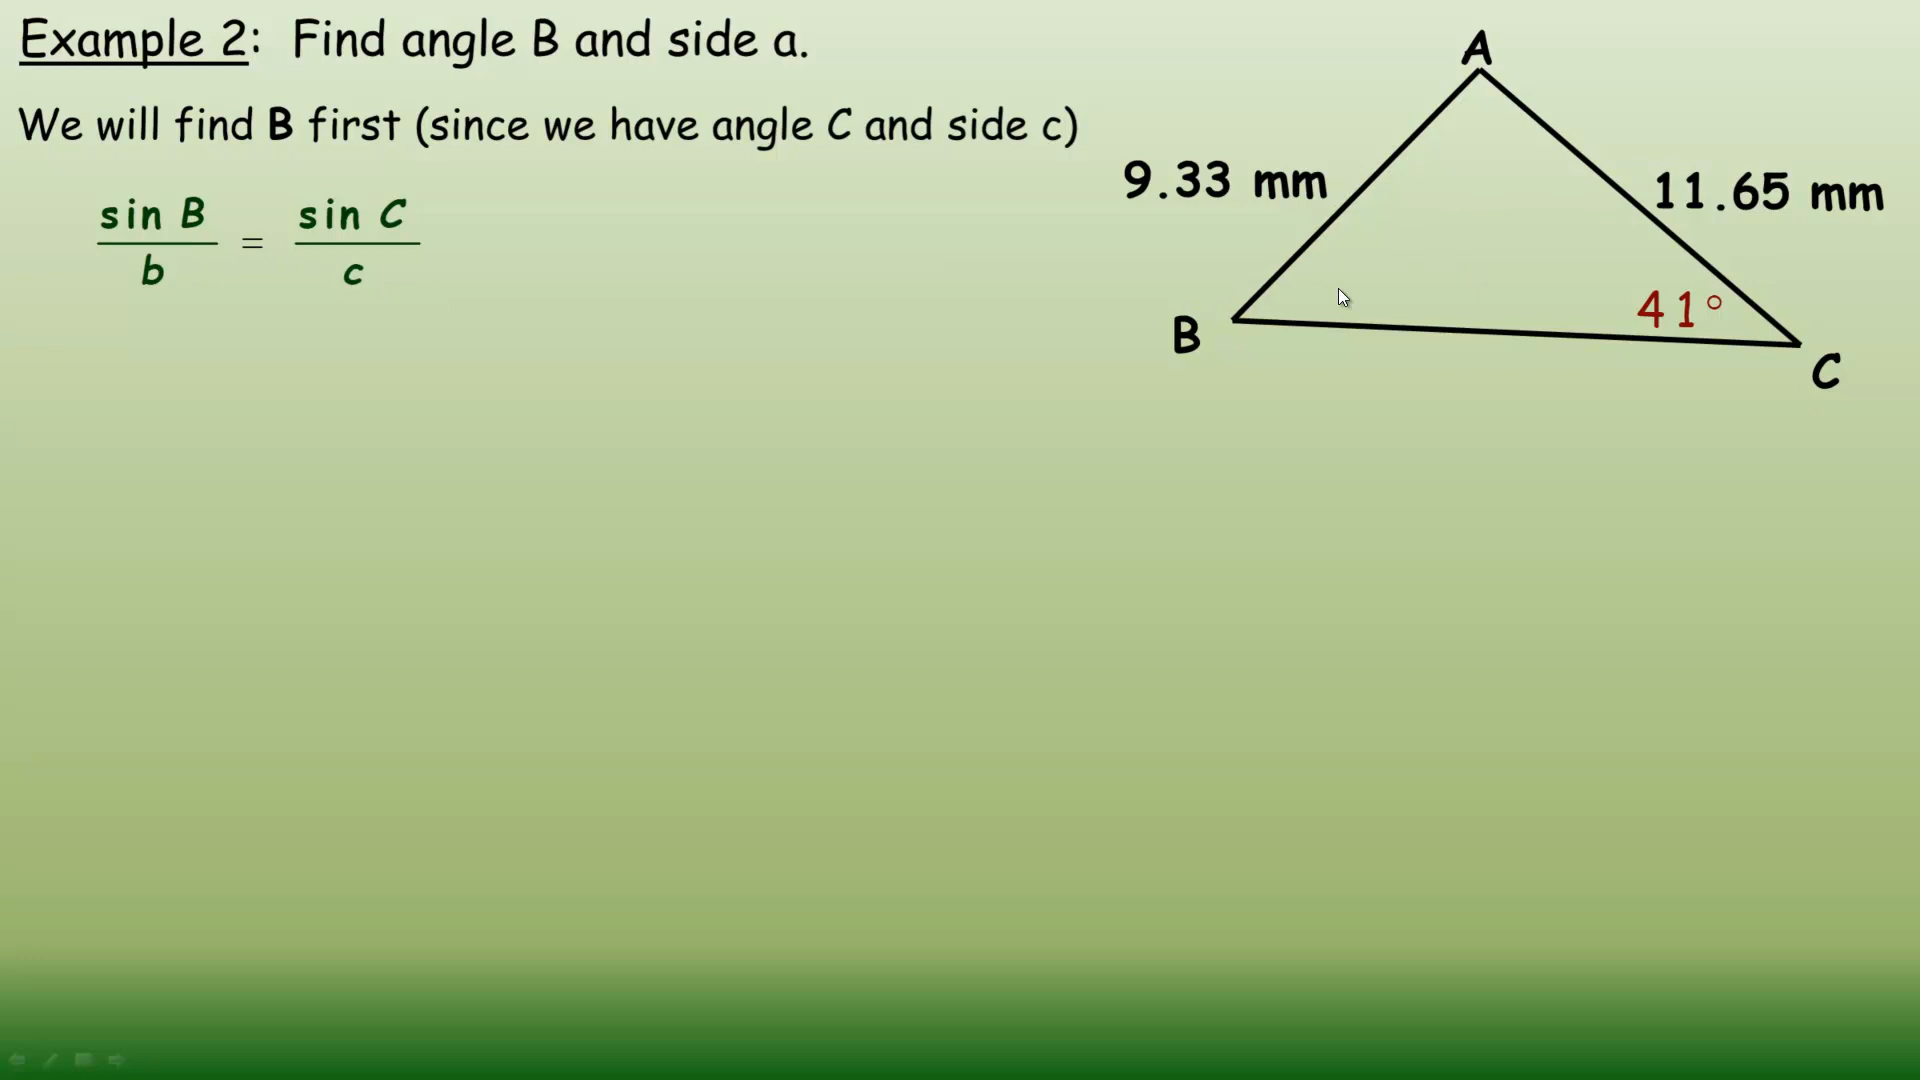 Example 2: Find angle B and side a.
We will find B first (since we have angle C and side c)
sin B / b = sin C / c
A
9.33 mm
11.65 mm
41°
B
C